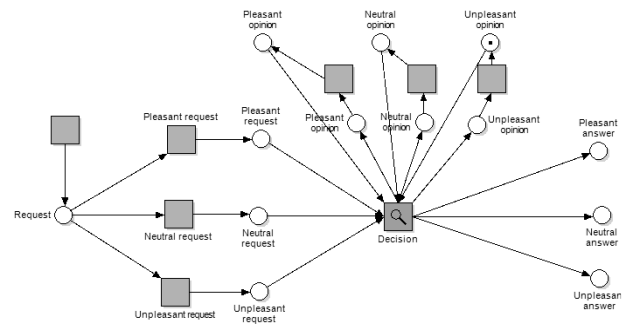 Pleasant
opinion
Neutral
opinion
Unpleasant
opinion
Pleasant request
Pleasant
request
Pleasant
opinion
Neutral
opinion
Unpleasant
opinion
Pleasant
answer
Request
Neutral request
Neutral
request
Decision
Neutral
answer
Unpleasant request
Unpleasant
request
Unpleasant
answer